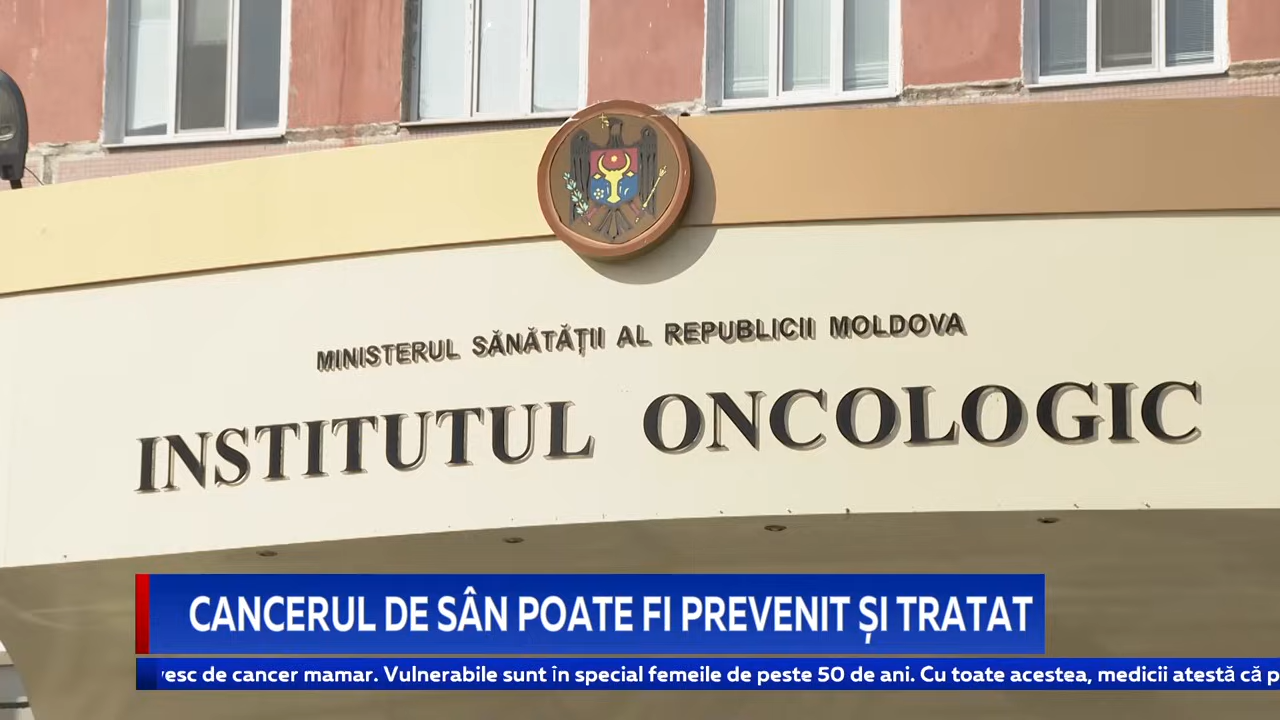 MINISTERUL SĂNĂTĂȚII AL REPUBLICII MOLDOVA
INSTITUTUL ONCOLOGIC
CANCERUL DE SÂN POATE FI PREVENIT ȘI TRATAT
de cancer mamar. Vulnerabile sunt în special femeile de peste 50 de ani. Cu toate acestea, medicii atestă că